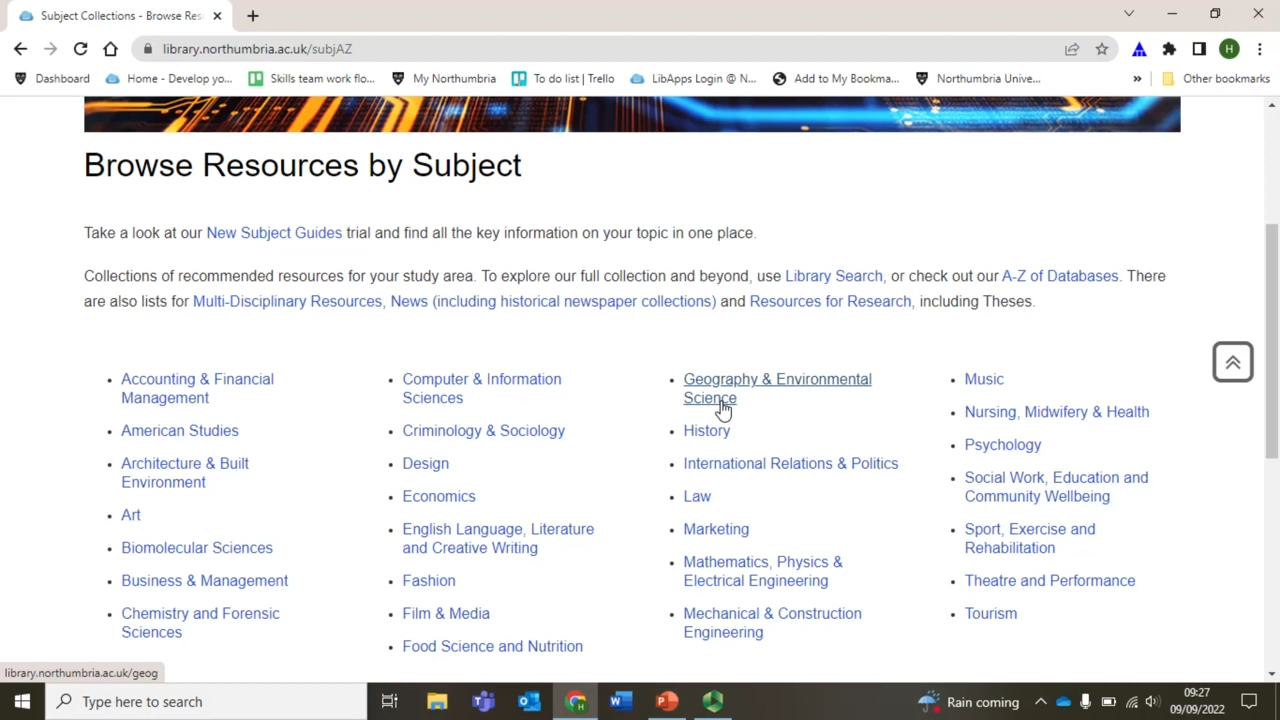 Subject Collections - Browse Res
library.northumbria.ac.uk/subjAZ
H
Dashboard
Home - Develop yo...
Skills team work flo...
My Northumbria
To do list | Trello
LibApps Login @ N...
Add to My Bookma...
Northumbria Unive...
»
Other bookmarks
Browse Resources by Subject
Take a look at our New Subject Guides trial and find all the key information on your topic in one place.
Collections of recommended resources for your study area. To explore our full collection and beyond, use Library Search, or check out our A-Z of Databases. There
are also lists for Multi-Disciplinary Resources, News (including historical newspaper collections) and Resources for Research, including Theses.
Accounting & Financial
Management
American Studies
Architecture & Built
Environment
Art
Biomolecular Sciences
Business & Management
Chemistry and Forensic
Sciences
Computer & Information
Sciences
Criminology & Sociology
Design
Economics
English Language, Literature
and Creative Writing
Fashion
Film & Media
Food Science and Nutrition
Geography & Environmental
Science
History
International Relations & Politics
Law
Marketing
Mathematics, Physics &
Electrical Engineering
Mechanical & Construction
Engineering
Music
Nursing, Midwifery & Health
Psychology
Social Work, Education and
Community Wellbeing
Sport, Exercise and
Rehabilitation
Theatre and Performance
Tourism
library.northumbria.ac.uk/geog
Type here to search
Rain coming
09:27
09/09/2022